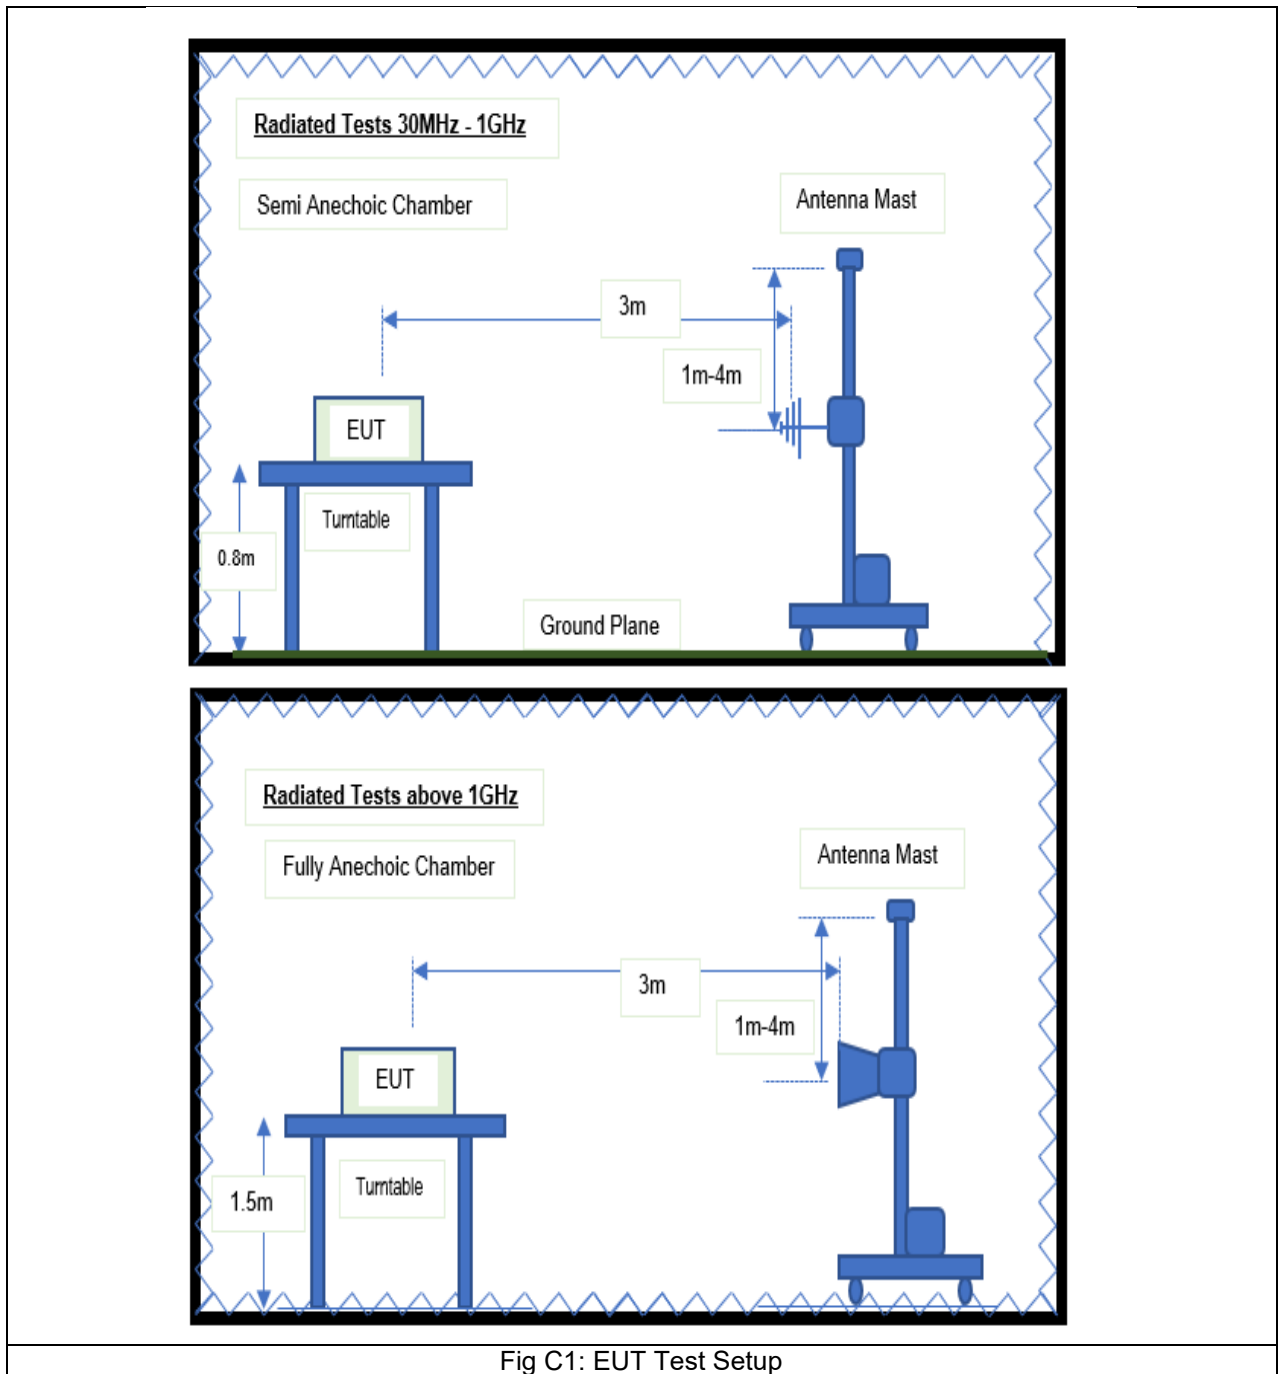 Radiated Tests 30MHz - 1GHz
Semi Anechoic Chamber
Antenna Mast
3m
1m-4m
EUT
Turntable
0.8m
Ground Plane
Radiated Tests above 1GHz
Fully Anechoic Chamber
Antenna Mast
3m
1m-4m
EUT
Turntable
1.5m
Fig C1: EUT Test Setup